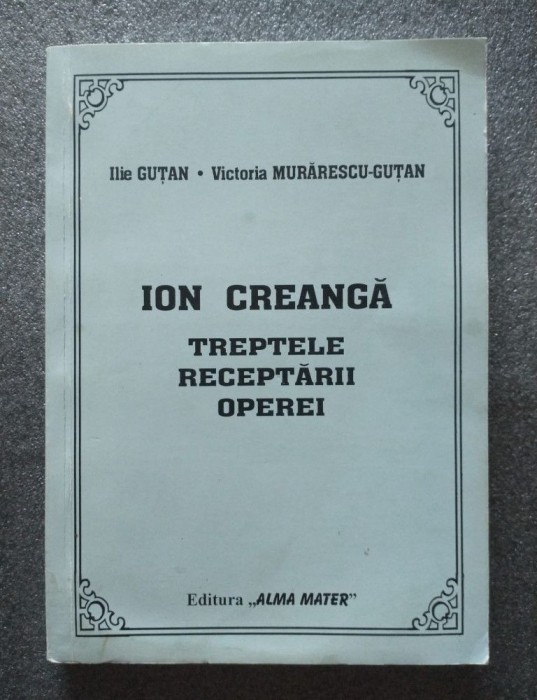 Ilie GUȚAN • Victoria MURĂRESCU-GUȚAN
ION CREANGĂ
TREPTELE
RECEPTĂRII
OPEREI
Editura „ALMA MATER”